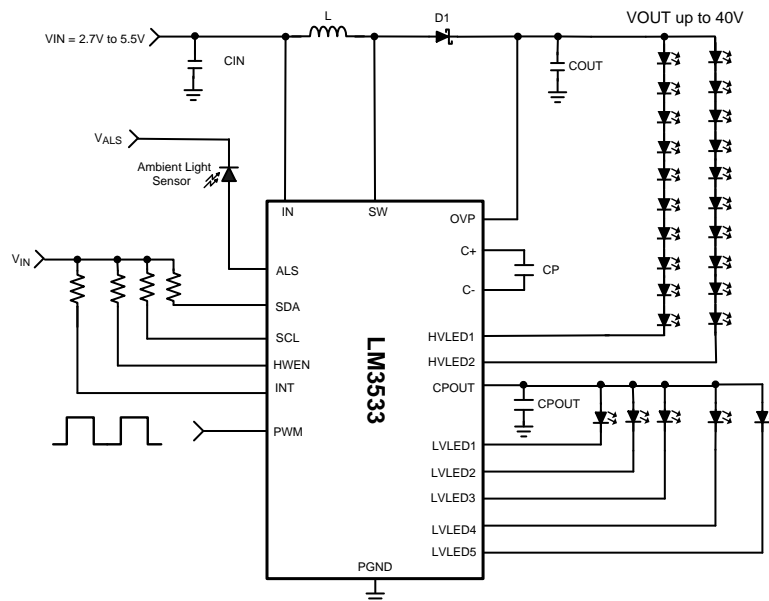 L
D1
VOUT up to 40V
VIN = 2.7V to 5.5V
CIN
COUT
VALS
Ambient Light
Sensor
IN
SW
OVP
C+
CP
C-
VIN
ALS
SDA
SCL
HWEN
INT
PWM
LM3533
HVLED1
HVLED2
CPOUT
CPOUT
LVLED1
LVLED2
LVLED3
LVLED4
LVLED5
PGND